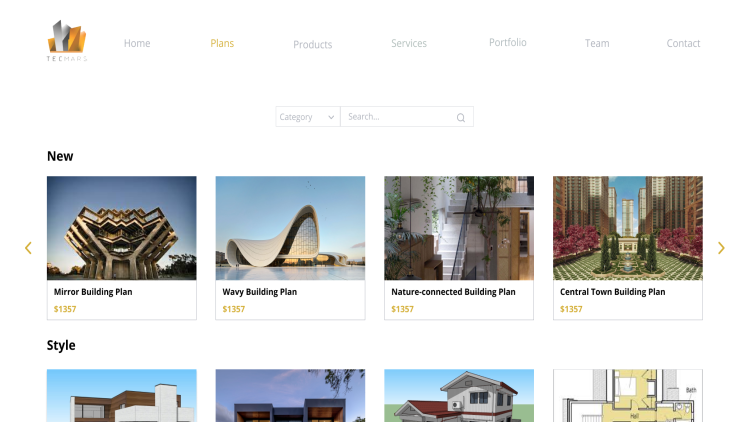 TECMAPS
Home
Plans
Products
Services
Portfolio
Team
Contact
Category
Search...
New
Mirror Building Plan
$1357
Wavy Building Plan
$1357
Nature-connected Building Plan
$1357
Central Town Building Plan
$1357
Style
Bath
Hall